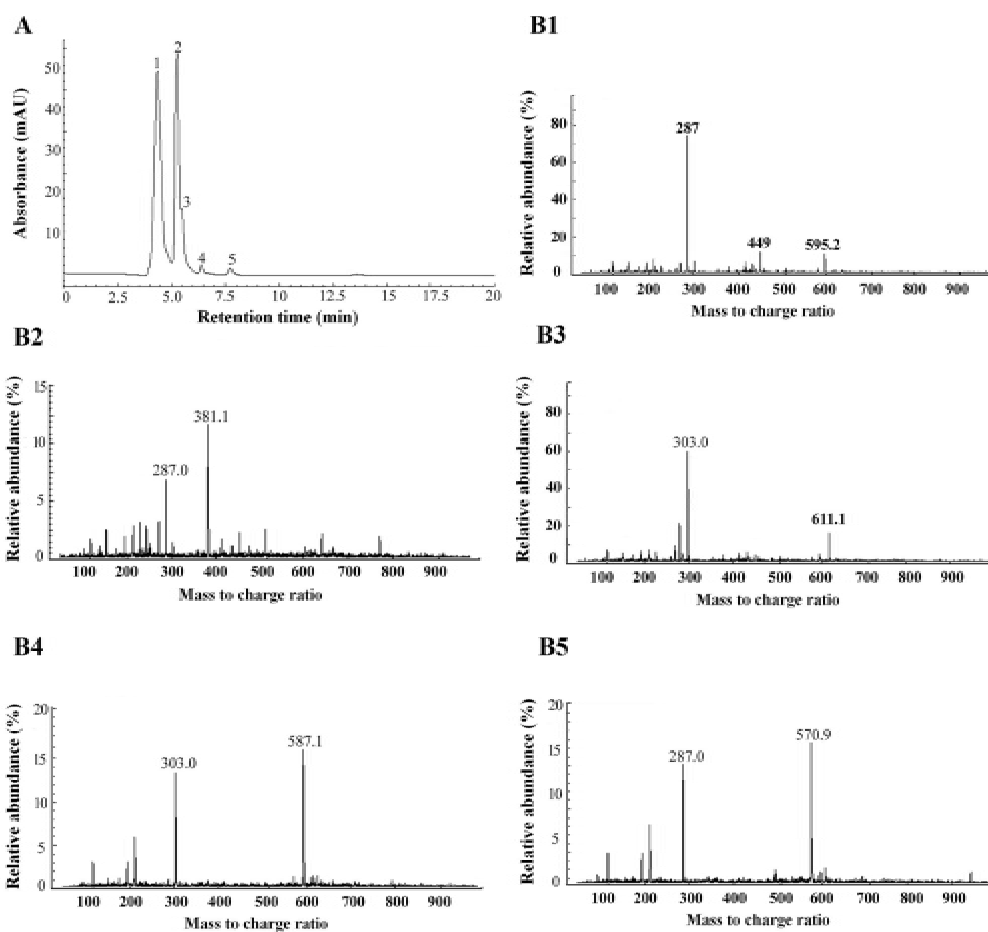 A
Absorbance (mAU)
50
40
30
20
10
1
2
3
4
5
0 2.5 5.0 7.5 10 12.5 15 17.5 20
Retention time (min)
B1
Relative abundance (%)
80
60
40
20
0
287
449
595.2
100 200 300 400 500 600 700 800 900
Mass to charge ratio
B2
Relative abundance (%)
15
10
5
0
287.0
381.1
100 200 300 400 500 600 700 800 900
Mass to charge ratio
B3
Relative abundance (%)
80
60
40
20
0
303.0
611.1
100 200 300 400 500 600 700 800 900
Mass to charge ratio
B4
Relative abundance (%)
20
15
10
5
0
303.0
587.1
100 200 300 400 500 600 700 800 900
Mass to charge ratio
B5
Relative abundance (%)
20
15
10
5
0
287.0
570.9
100 200 300 400 500 600 700 800 900
Mass to charge ratio